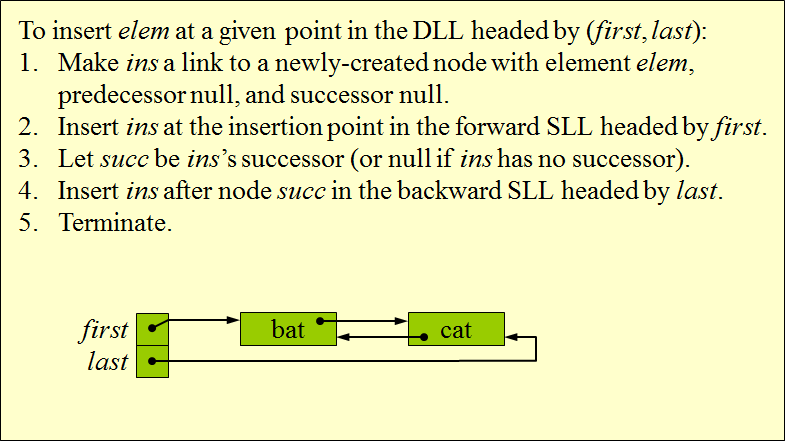 To insert elem at a given point in the DLL headed by (first, last):
1. Make ins a link to a newly-created node with element elem,
predecessor null, and successor null.
2. Insert ins at the insertion point in the forward SLL headed by first.
3. Let succ be ins’s successor (or null if ins has no successor).
4. Insert ins after node succ in the backward SLL headed by last.
5. Terminate.
first bat cat
last